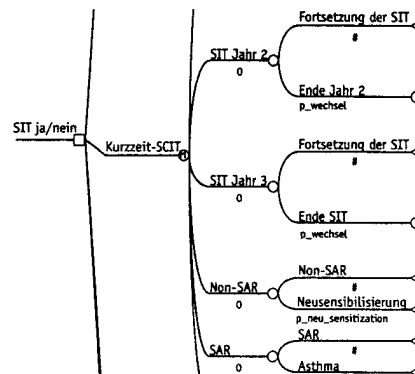 Fortsetzung der SIT
#
SIT Jahr 2
0
Ende Jahr 2
p_wechsel
SIT ja/nein
Kurzzeit-SCIT
M
Fortsetzung der SIT
#
SIT Jahr 3
0
Ende SIT
p_wechsel
Non-SAR
#
Non-SAR
0
Neusensibilisierung
p_neu_sensitization
SAR
#
SAR
0
Asthma